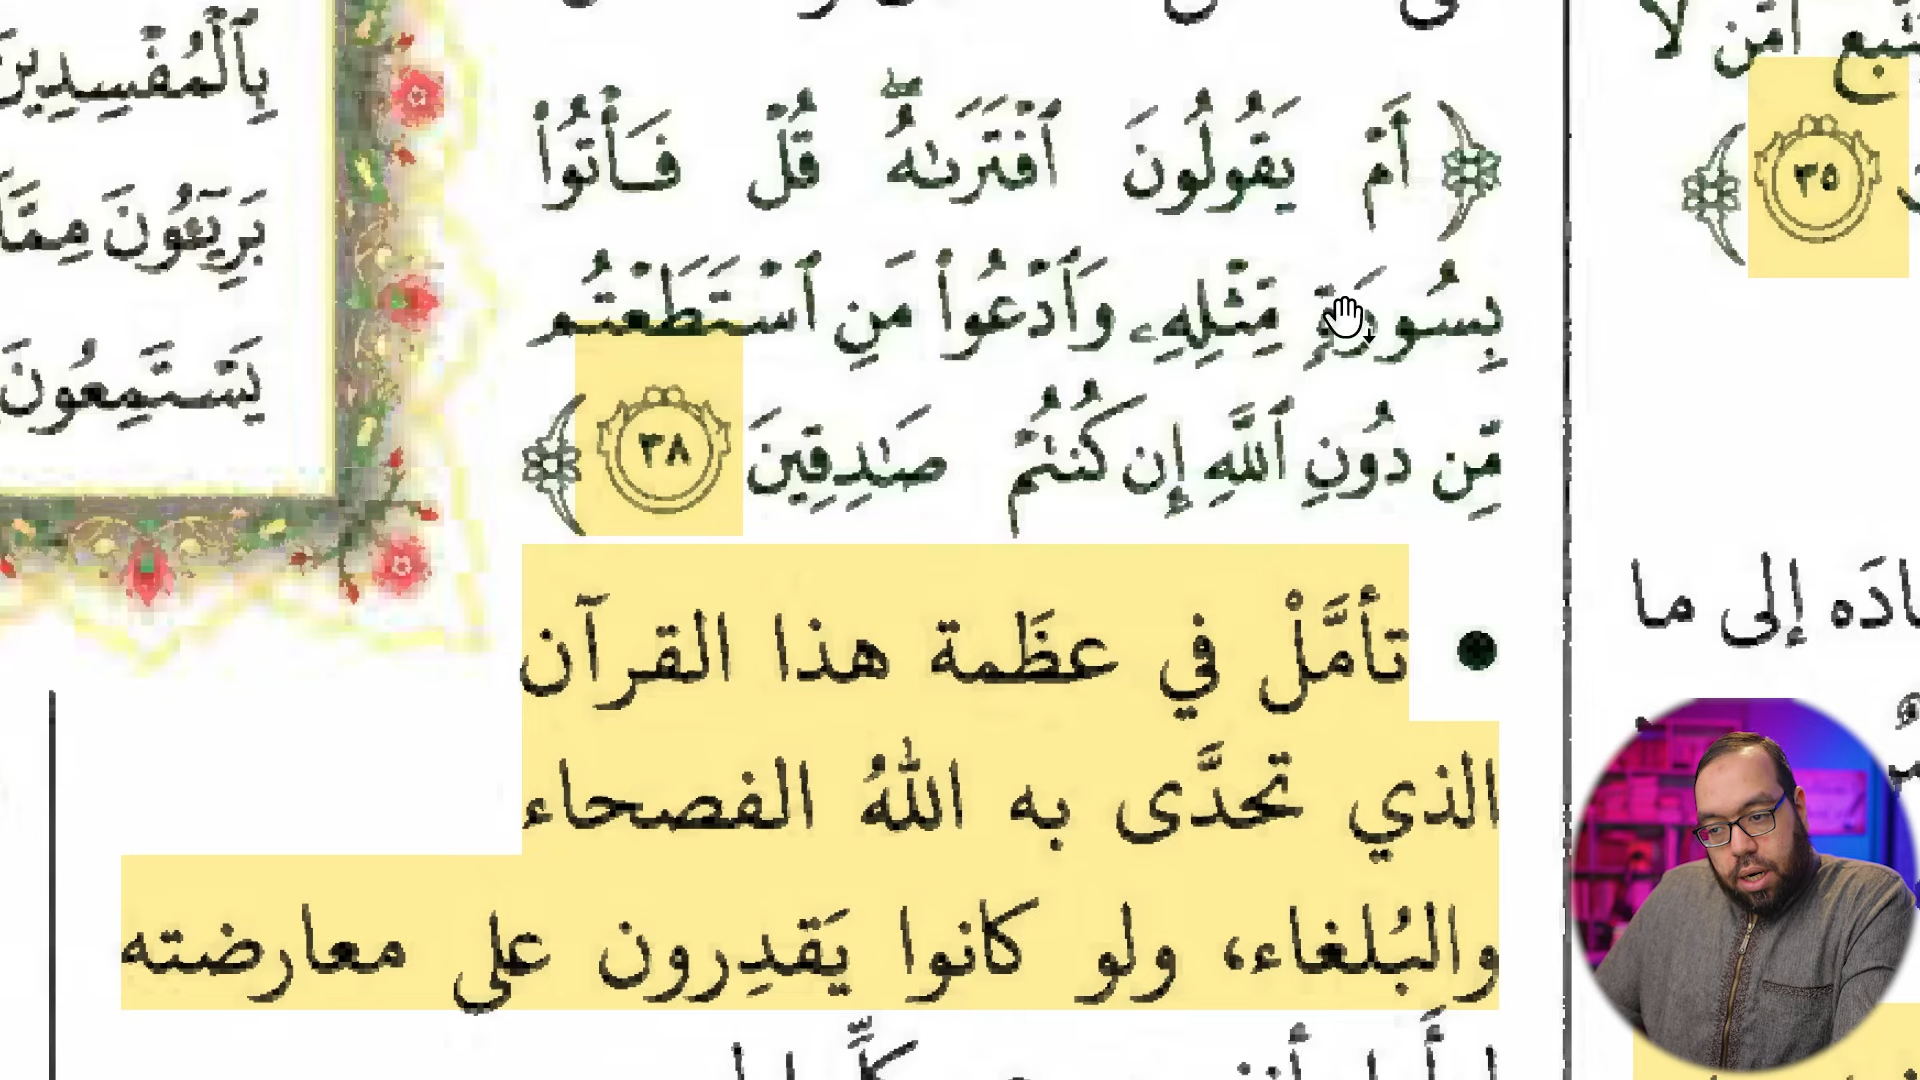 أَمَّن لَا
٣٥
﴿ أَمْ يَقُولُونَ ٱفْتَرَىٰهُۖ قُلْ فَأْتُوا۟
بِسُورَةٍ مِّثْلِهِۦ وَٱدْعُوا۟ مَنِ ٱسْتَطَعْتُم
مِّن دُونِ ٱللَّهِ إِن كُنتُمْ صَـٰدِقِينَ ٣٨ ﴾
• تأمَّلْ في عظَمة هذا القرآن
الذي تحدَّى به اللهُ الفصحاء
والبُلغاء، ولو كانوا يَقدِرون على معارضته
بِٱلْمُفْسِدِينَ
بَرِيٓـُٔونَ مِمَّا
يَسْتَمِعُونَ
إلى ما